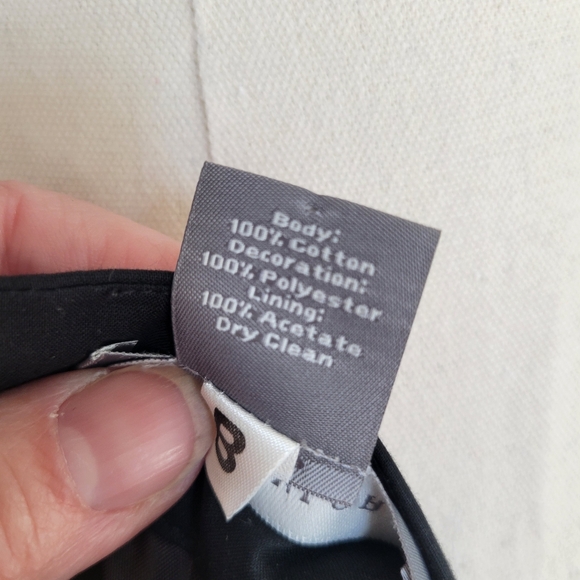 Body:
100% Cotton
Decoration:
100% Polyester
Lining:
100% Acetate
Dry Clean
8